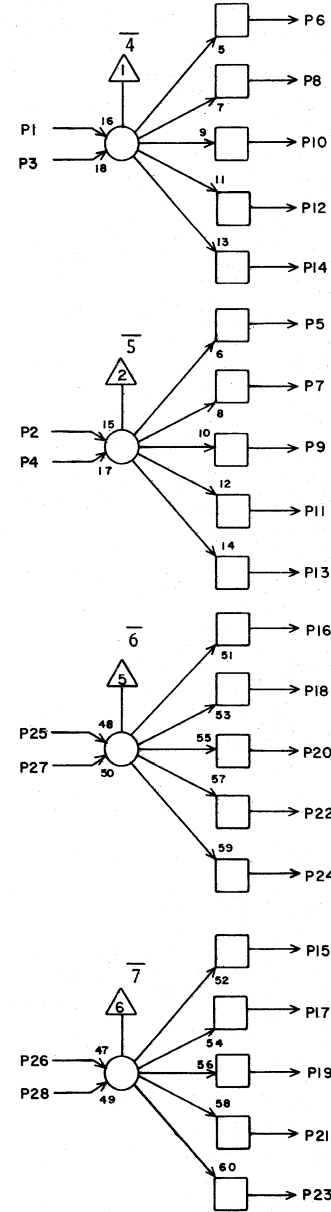 4 P6
1 5
P8
7
P1 16 9 P10
P3 18
11 P12
13 P14
5 P5
2 6
P7
8
P2 15 10 P9
P4 17
12 P11
14 P13
6 P16
5 51
P18
53
P25 48 55 P20
P27 50
57 P22
59 P24
7 P15
6 52
P17
54
P26 47 56 P19
P28 49
58 P21
60 P23